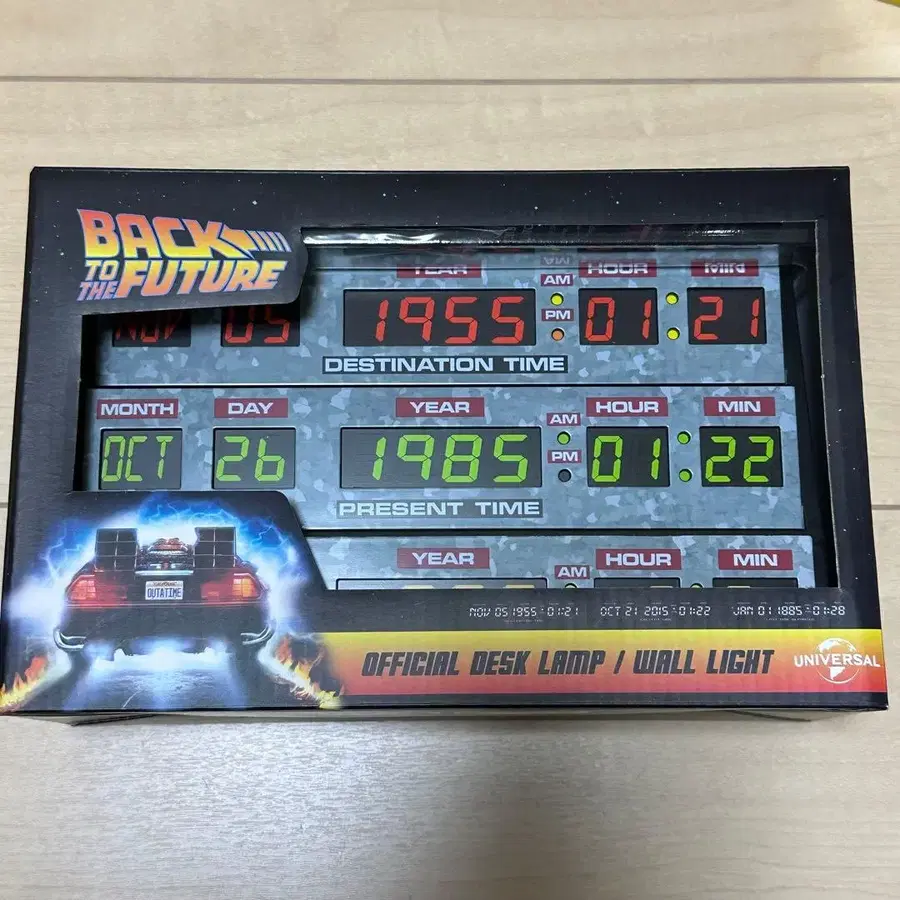 BACK
TO THE FUTURE
YEAR HOUR MIN
AM
NOV 05 1955 01 21
PM
DESTINATION TIME
MONTH DAY YEAR HOUR MIN
AM
OCT 26 1985 01 22
PM
PRESENT TIME
YEAR HOUR MIN
AM
OUTATIME
NOV 05 1955 - 01:21 OCT 21 2015 - 01:22 JAN 01 1885 - 01:28
OFFICIAL DESK LAMP / WALL LIGHT
UNIVERSAL